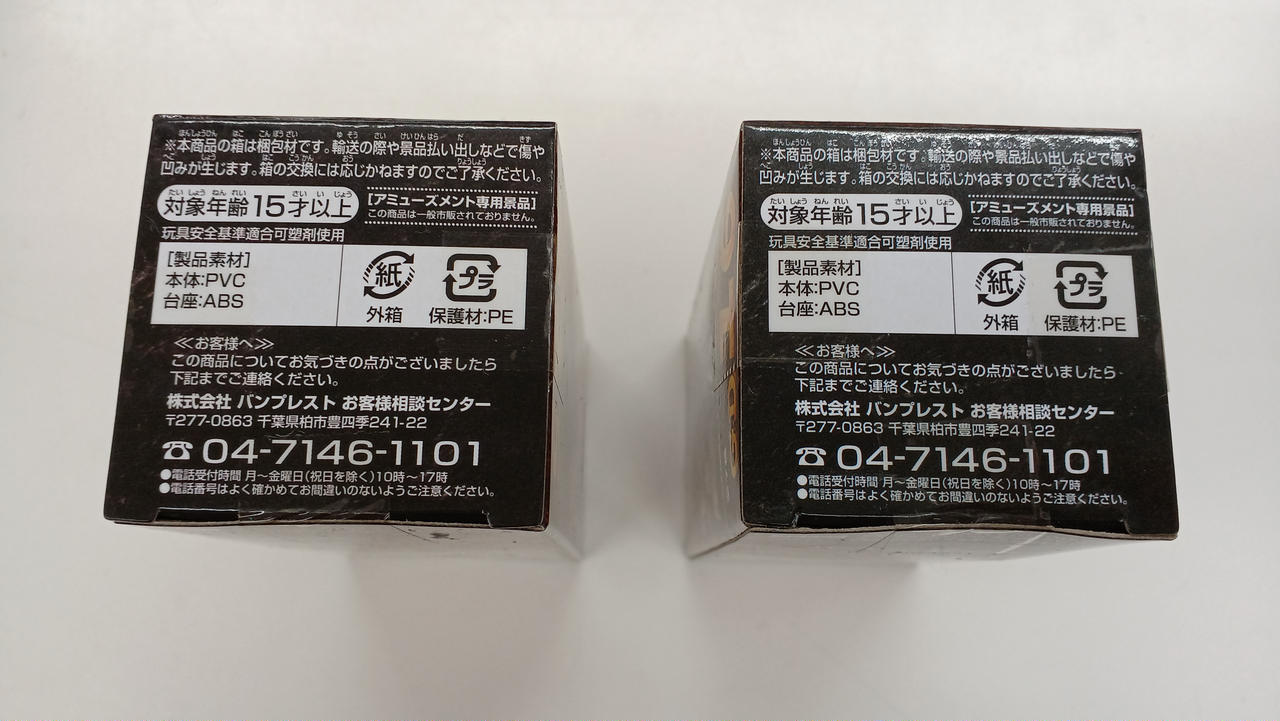 ※本商品の箱は梱包材です。輸送の際や景品払い出しなどで傷や
凹みが生じます。箱の交換には応じかねますのでご了承ください。
対象年齢15才以上
[アミューズメント専用景品]
この商品は一般市販されておりません。
玩具安全基準適合可塑剤使用
[製品素材]
本体:PVC
台座:ABS
紙
外箱
プラ
保護材:PE
≪お客様へ≫
この商品についてお気づきの点がございましたら
下記までご連絡ください。
株式会社 バンプレスト お客様相談センター
〒277-0863 千葉県柏市豊四季241-22
☎04-7146-1101
●電話受付時間 月～金曜日(祝日を除く)10時～17時
●電話番号はよく確かめてお間違いのないようご注意ください。
※本商品の箱は梱包材です。輸送の際や景品払い出しなどで傷や
凹みが生じます。箱の交換には応じかねますのでご了承ください。
対象年齢15才以上
[アミューズメント専用景品]
この商品は一般市販されておりません。
玩具安全基準適合可塑剤使用
[製品素材]
本体:PVC
台座:ABS
紙
外箱
プラ
保護材:PE
≪お客様へ≫
この商品についてお気づきの点がございましたら
下記までご連絡ください。
株式会社 バンプレスト お客様相談センター
〒277-0863 千葉県柏市豊四季241-22
☎04-7146-1101
●電話受付時間 月～金曜日(祝日を除く)10時～17時
●電話番号はよく確かめてお間違いのないようご注意ください。